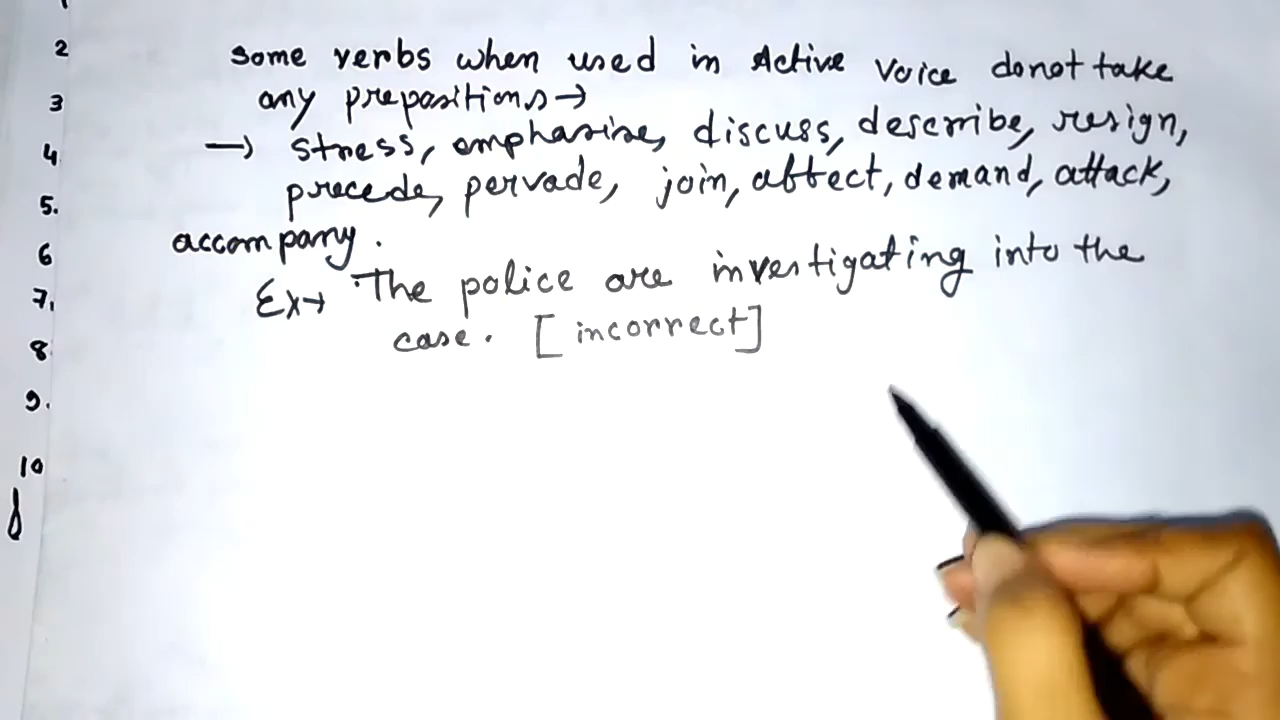 2
3
4
5.
6
7.
8
9.
10
some verbs when used in Active Voice donot take
any prepasitions→
→ stress, emphasise, discuss, describe, resign,
precede, pervade, join, affect, demand, attack,
accompany.
Ex→ The police are investigating into the
case. [incorrect]